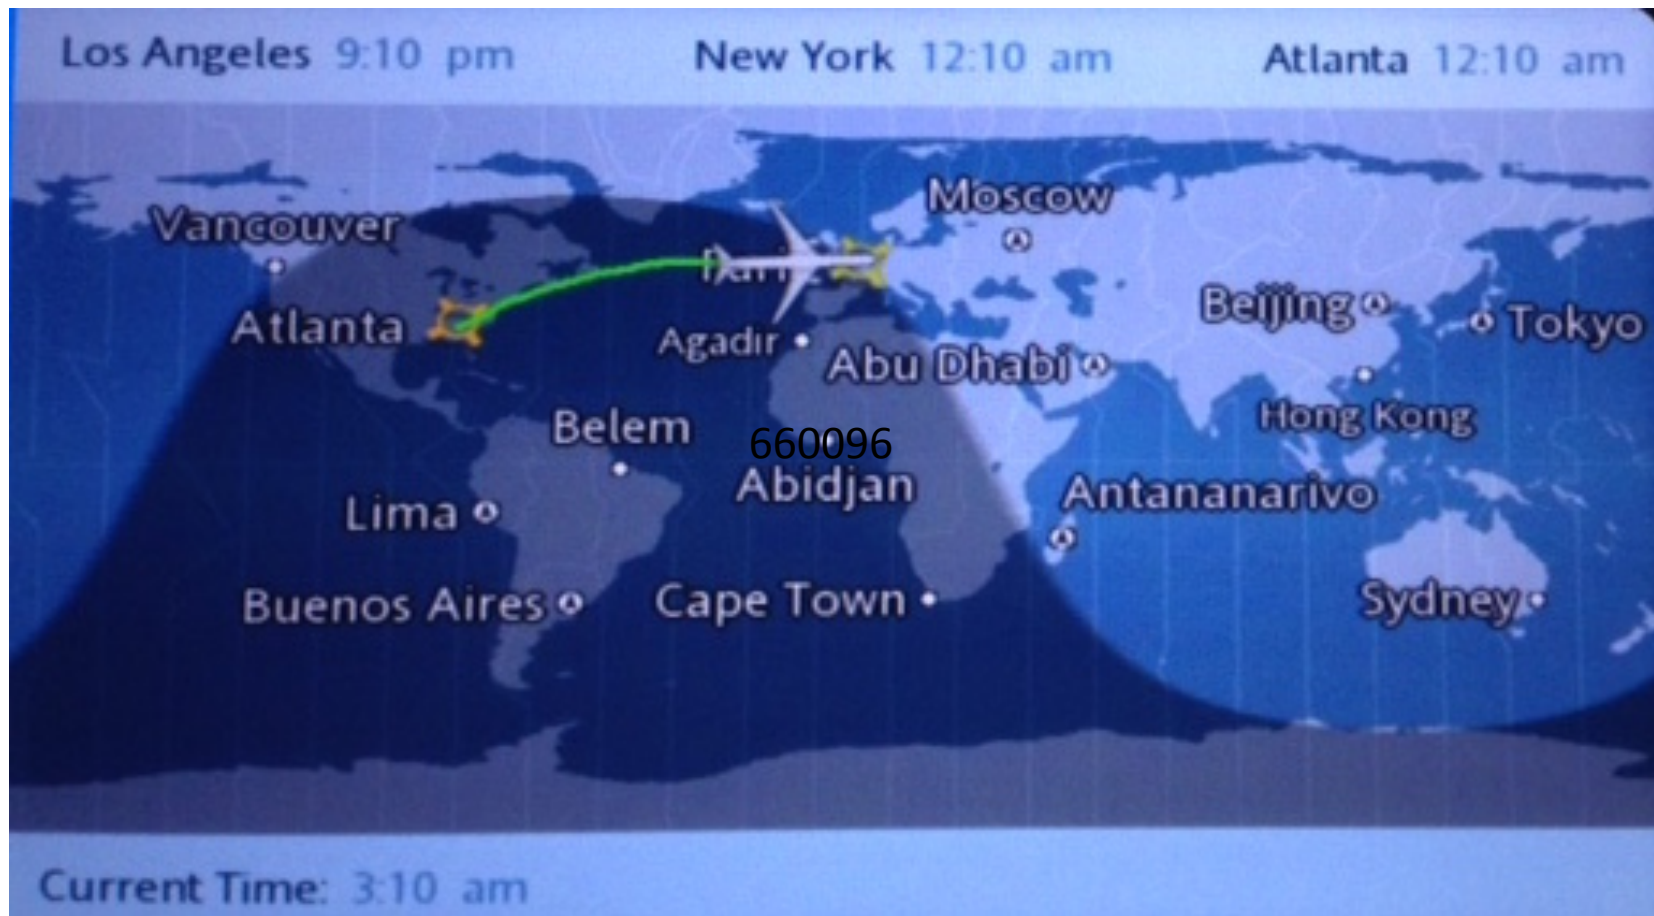 Los Angeles 9:10 pm New York 12:10 am Atlanta 12:10 am
Moscow
Vancouver
Beijing
Atlanta
Tokyo
Agadir
Abu Dhabi
Hong Kong
Belem
660096
Abidjan
Antananarivo
Lima
Buenos Aires
Cape Town
Sydney
Current Time: 3:10 am